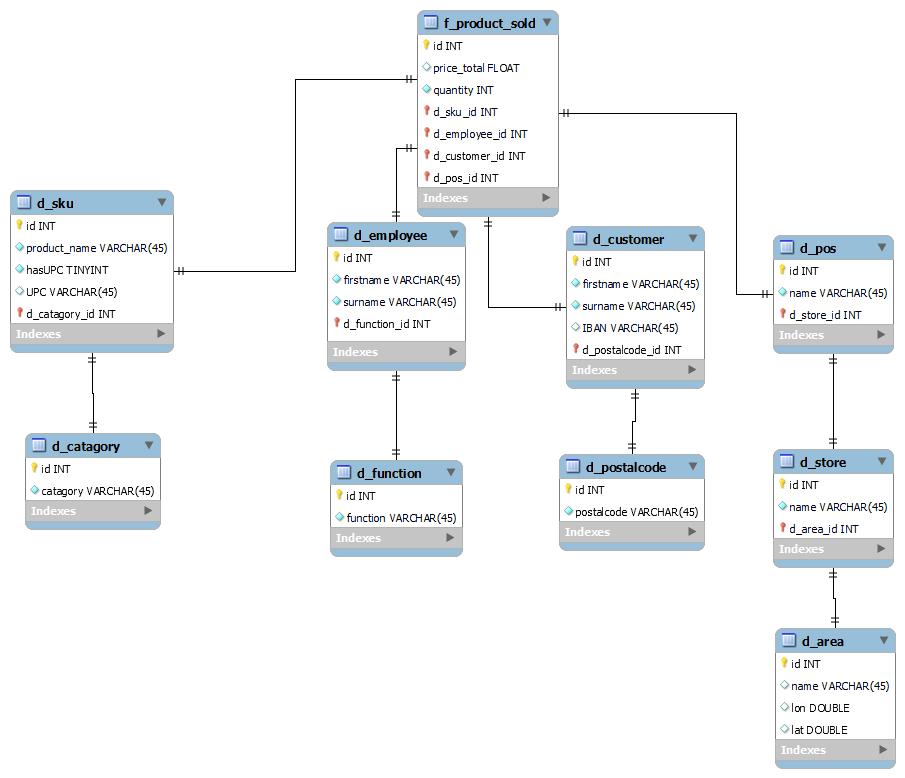 f_product_sold
id INT
price_total FLOAT
quantity INT
d_sku_id INT
d_employee_id INT
d_customer_id INT
d_pos_id INT
Indexes
d_sku
id INT
product_name VARCHAR(45)
hasUPC TINYINT
UPC VARCHAR(45)
d_catagory_id INT
Indexes
d_employee
id INT
firstname VARCHAR(45)
surname VARCHAR(45)
d_function_id INT
Indexes
d_customer
id INT
firstname VARCHAR(45)
surname VARCHAR(45)
IBAN VARCHAR(45)
d_postalcode_id INT
Indexes
d_pos
id INT
name VARCHAR(45)
d_store_id INT
Indexes
d_catagory
id INT
catagory VARCHAR(45)
Indexes
d_function
id INT
function VARCHAR(45)
Indexes
d_postalcode
id INT
postalcode VARCHAR(45)
Indexes
d_store
id INT
name VARCHAR(45)
d_area_id INT
Indexes
d_area
id INT
name VARCHAR(45)
lon DOUBLE
lat DOUBLE
Indexes